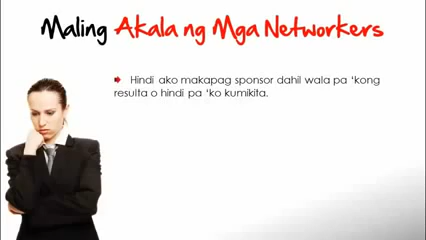 Maling Akala ng Mga Networkers
Hindi ako makapag sponsor dahil wala pa ‘kong
resulta o hindi pa ‘ko kumikita.